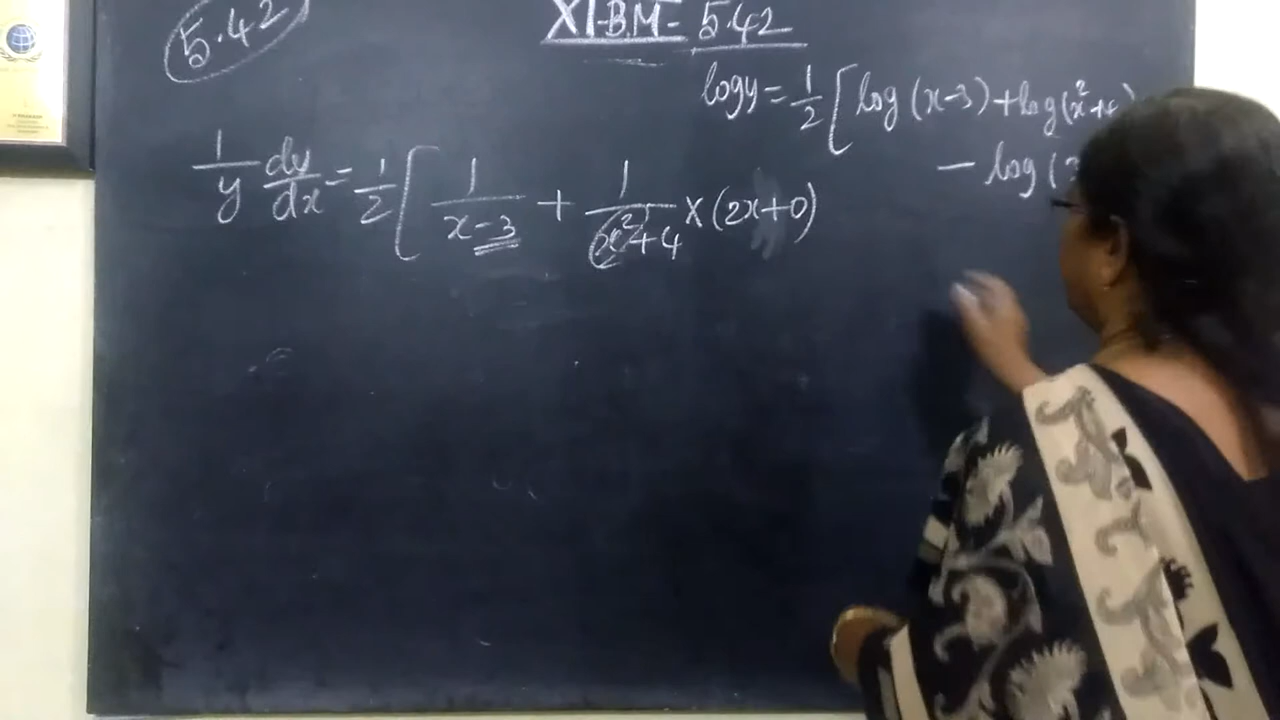 5.42
XI-B.M- 5.42
logy = 1/2 [ log (x-3) + log (x²+4)
- log (3
1/y dy/dx = 1/2 [ 1/(x-3) + 1/(x²+4) × (2x+0)